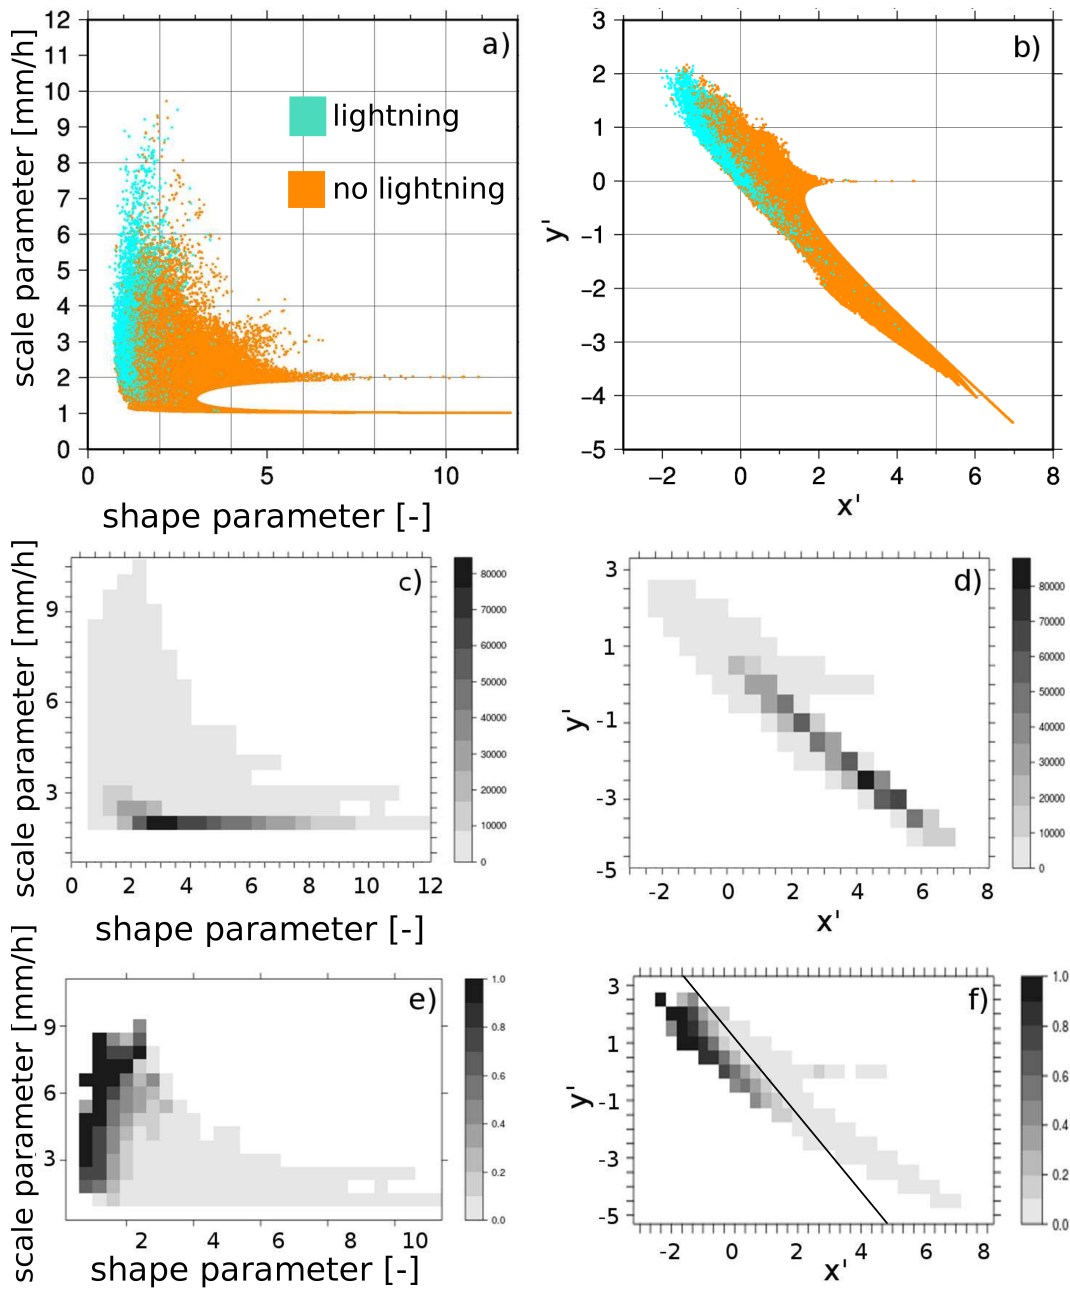 a)
scale parameter [mm/h]
12
11
10
9
8
7
6
5
4
3
2
1
0
lightning
no lightning
0 5 10
shape parameter [-]
b)
y'
3
2
1
0
−1
−2
−3
−4
−5
−2 0 2 4 6 8
x'
c)
scale parameter [mm/h]
9
6
3
0 2 4 6 8 10 12
shape parameter [-]
80000
70000
60000
50000
40000
30000
20000
10000
0
d)
y'
3
1
-1
-3
-5
-2 0 2 4 6 8
x'
80000
70000
60000
50000
40000
30000
20000
10000
0
e)
scale parameter [mm/h]
9
6
3
2 4 6 8 10
shape parameter [-]
1.0
0.8
0.6
0.4
0.2
0.0
f)
y'
3
1
-1
-3
-5
-2 0 2 4 6 8
x'
1.0
0.8
0.6
0.4
0.2
0.0